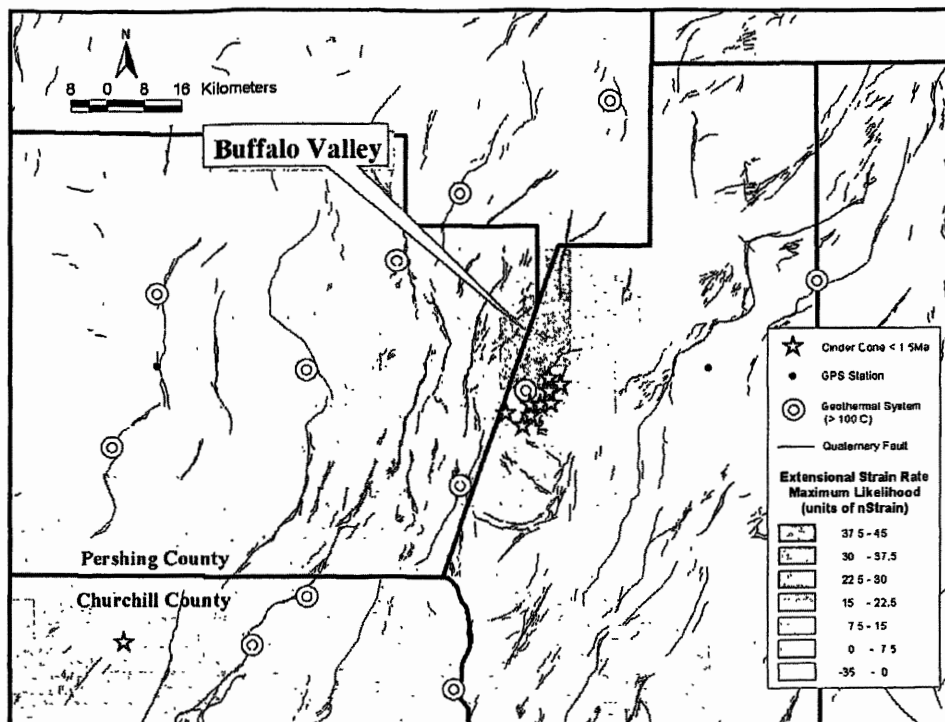 N
8 0 8 16 Kilometers
Buffalo Valley
Cinder Cone < 1 5Ma
GPS Station
Geothermal System
(> 100 C)
Quaternary Fault
Extensional Strain Rate
Maximum Likelihood
(units of nStrain)
37 5 - 45
30 - 37.5
22 5 - 30
15 - 22.5
7 5 - 15
0 - 7 5
-35 - 0
Pershing County
Churchill County